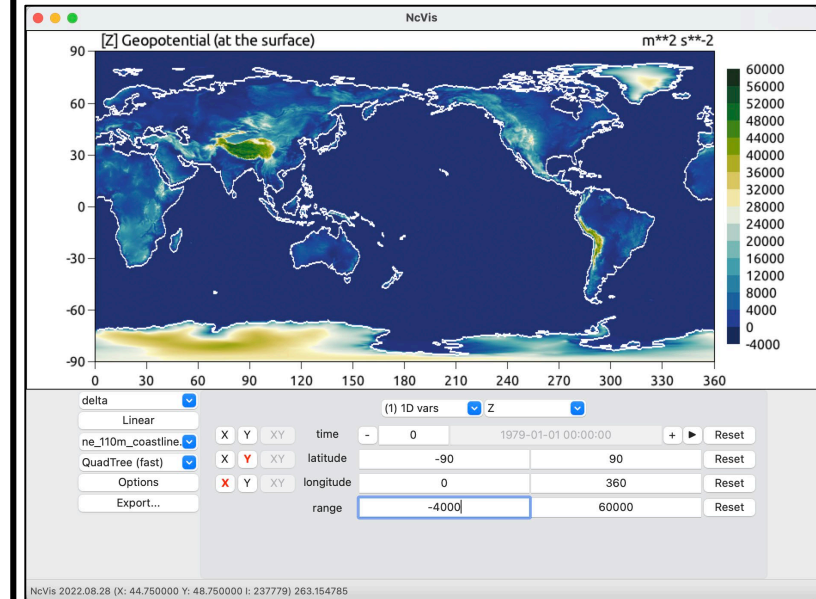 NcVis
[Z] Geopotential (at the surface) m**2 s**-2
90
60
30
0
-30
-60
-90
0 30 60 90 120 150 180 210 240 270 300 330 360
60000
56000
52000
48000
44000
40000
36000
32000
28000
24000
20000
16000
12000
8000
4000
0
-4000
delta
Linear
ne_110m_coastline.
QuadTree (fast)
Options
Export...
(1) 1D vars Z
X Y XY time - 0 1979-01-01 00:00:00 + Reset
X Y XY latitude -90 90 Reset
X Y XY longitude 0 360 Reset
range -4000 60000 Reset
NcVis 2022.08.28 (X: 44.750000 Y: 48.750000 I: 237779) 263.154785